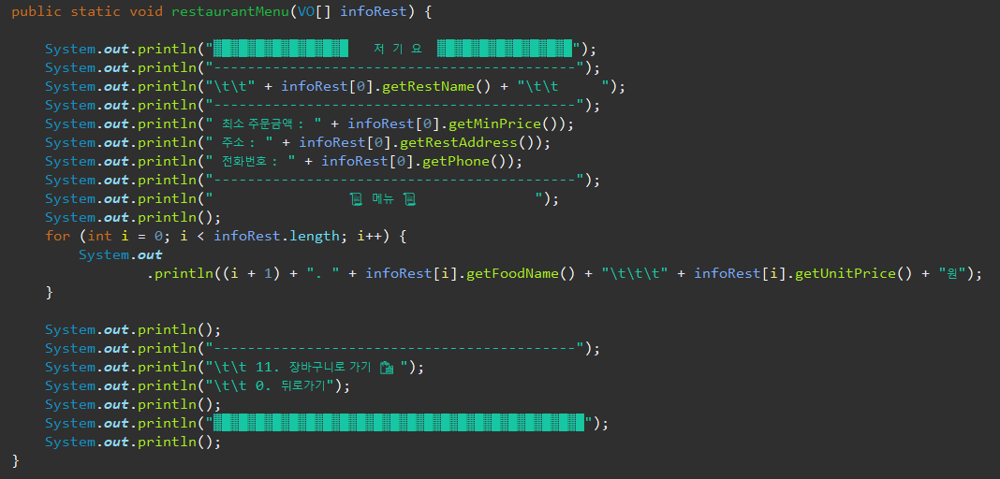 public static void restaurantMenu(VO[] infoRest) {
System.out.println("▓█▓█▓█▓█▓█▓█▓█▓█ 저 기 요 ▓█▓█▓█▓█▓█▓█▓█▓█");
System.out.println("-------------------------------------------");
System.out.println("\t\t" + infoRest[0].getRestName() + "\t\t     ");
System.out.println("-------------------------------------------");
System.out.println(" 최소 주문금액 : " + infoRest[0].getMinPrice());
System.out.println(" 주소 : " + infoRest[0].getRestAddress());
System.out.println(" 전화번호 : " + infoRest[0].getPhone());
System.out.println("-------------------------------------------");
System.out.println("                📜 메뉴 📜              ");
System.out.println();
for (int i = 0; i < infoRest.length; i++) {
System.out
.println((i + 1) + ". " + infoRest[i].getFoodName() + "\t\t\t" + infoRest[i].getUnitPrice() + "원");
}
System.out.println();
System.out.println("-------------------------------------------");
System.out.println("\t\t 11. 장바구니로 가기 🛍 ");
System.out.println("\t\t 0. 뒤로가기");
System.out.println();
System.out.println("▓█▓█▓█▓█▓█▓█▓█▓█▓█▓█▓█▓█▓█▓█▓█▓█▓█▓█▓█▓█▓█▓█");
System.out.println();
}